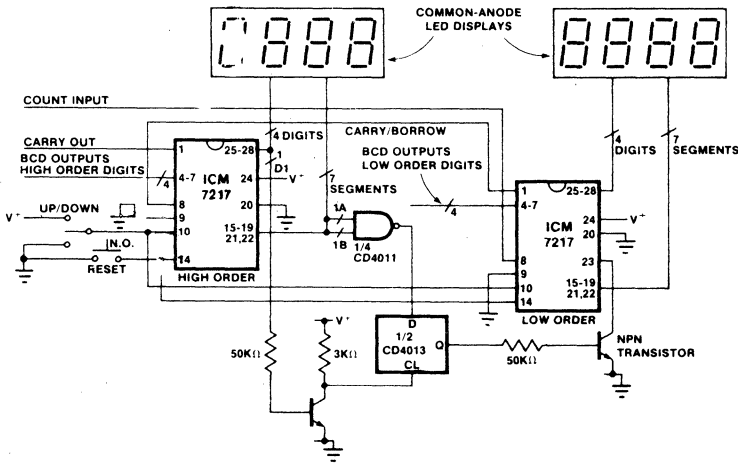 COMMON-ANODE
LED DISPLAYS
COUNT INPUT
CARRY OUT
BCD OUTPUTS
HIGH ORDER DIGITS
4
V+
UP/DOWN
N.O.
RESET
1
4-7
8
9
10
14
ICM
7217
25-28
24
20
15-19
21,22
HIGH ORDER
4 DIGITS
1
D1
V+
7
SEGMENTS
1A
1B
1/4
CD4011
CARRY/BORROW
BCD OUTPUTS
LOW ORDER DIGITS
4
4
DIGITS
7
SEGMENTS
1
4-7
8
9
10
14
ICM
7217
25-28
24
20
23
15-19
21,22
V+
LOW ORDER
50KΩ
V+
3KΩ
D
1/2
CD4013
Q
CL
50KΩ
NPN
TRANSISTOR